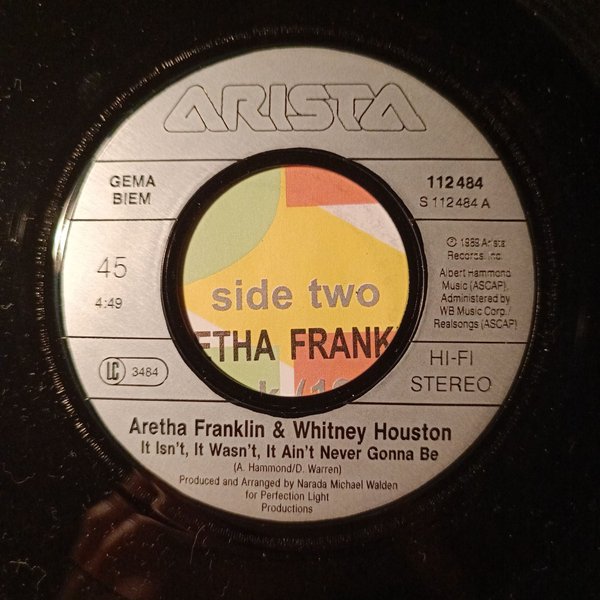 ARISTA
GEMA
BIEM
112 484
S 112 484 A
45
4:49
℗ 1989 Arista
Records, Inc.
Albert Hammond
Music (ASCAP),
Administered by
WB Music Corp./
Realsongs (ASCAP)
side two
ETHA FRANK
LC 3484
HI-FI
STEREO
Aretha Franklin & Whitney Houston
It Isn't, It Wasn't, It Ain't Never Gonna Be
(A. Hammond/D. Warren)
Produced and Arranged by Narada Michael Walden
for Perfection Light
Productions